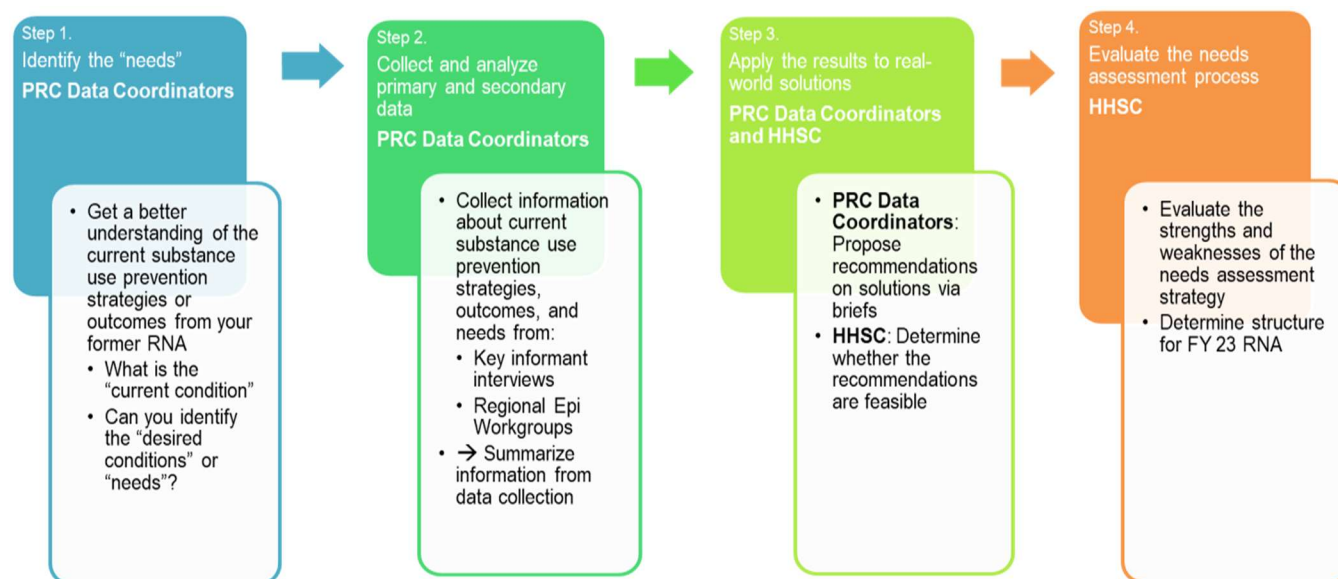 Step 1.
Identify the “needs”
PRC Data Coordinators
• Get a better
understanding of the
current substance
use prevention
strategies or
outcomes from your
former RNA
• What is the
“current condition”
• Can you identify
the “desired
conditions” or
“needs”?
Step 2.
Collect and analyze
primary and secondary
data
PRC Data Coordinators
• Collect information
about current
substance use
prevention
strategies,
outcomes, and
needs from:
• Key informant
interviews
• Regional Epi
Workgroups
• → Summarize
information from
data collection
Step 3.
Apply the results to real-
world solutions
PRC Data Coordinators
and HHSC
• PRC Data
Coordinators:
Propose
recommendations
on solutions via
briefs
• HHSC: Determine
whether the
recommendations
are feasible
Step 4.
Evaluate the needs
assessment process
HHSC
• Evaluate the
strengths and
weaknesses of the
needs assessment
strategy
• Determine structure
for FY 23 RNA